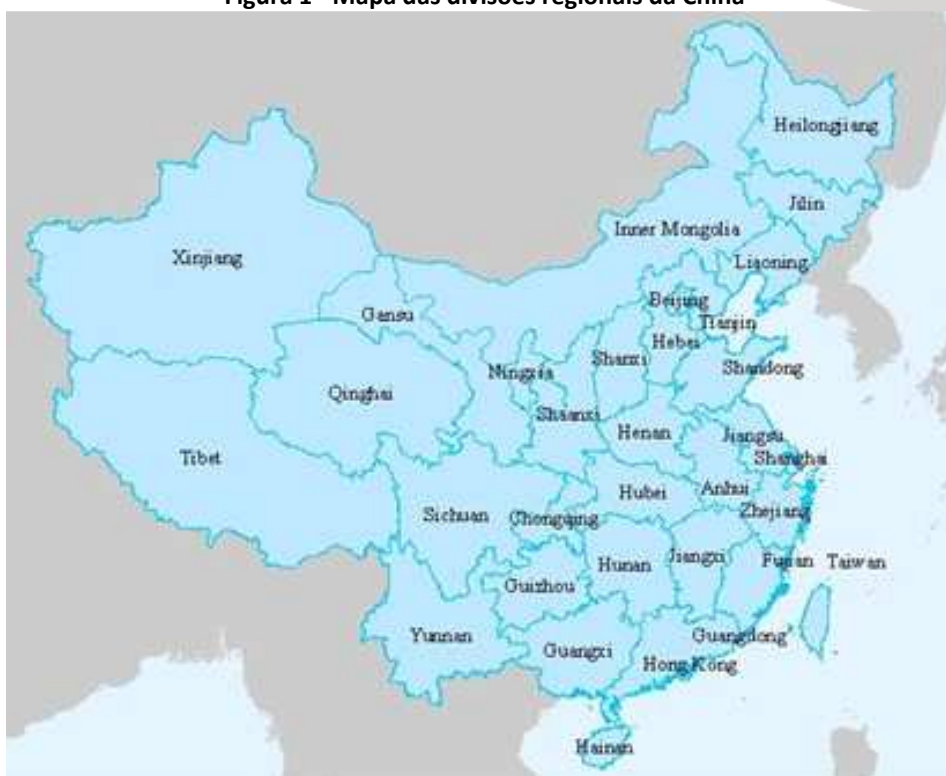 Figura 1 - Mapa das divisões regionais da China
Heilongjiang
Jilin
Inner Mongolia
Liaoning
Xinjiang
Beijing
Gansu
Tianjin
Hebei
Shanxi
Shandong
Ningxia
Qinghai
Shaanxi
Henan
Jiangsu
Tibet
Shanghai
Hubei
Anhui
Sichuan
Chongqing
Zhejiang
Hunan
Jiangxi
Fujian
Taiwan
Guizhou
Yunnan
Guangxi
Guangdong
Hong Kong
Hainan